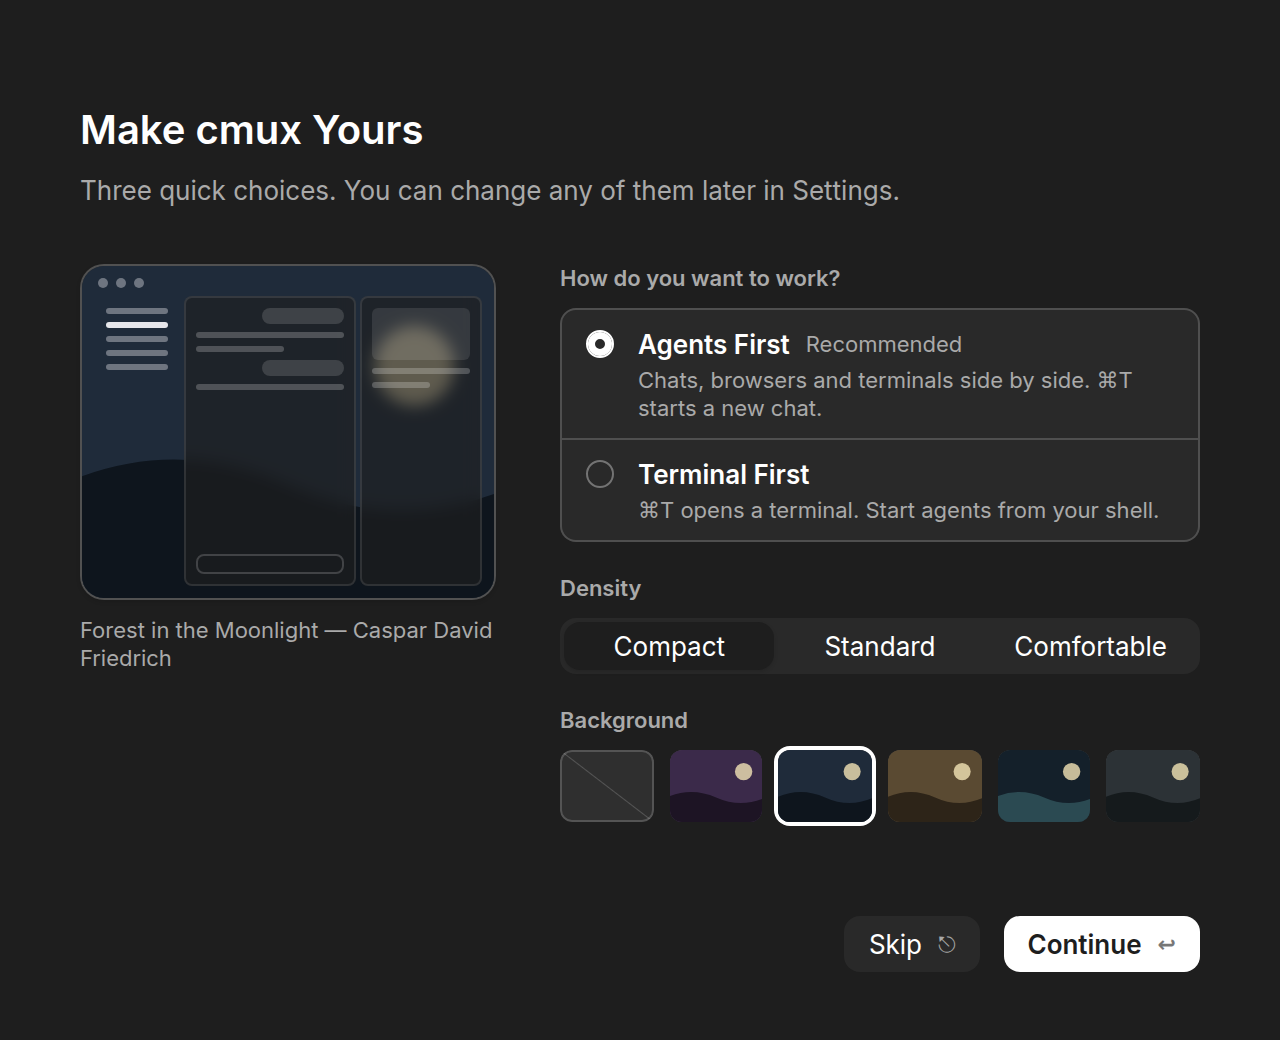 Make cmux Yours
Three quick choices. You can change any of them later in Settings.
How do you want to work?
Agents First Recommended
Chats, browsers and terminals side by side. ⌘T
starts a new chat.
Terminal First
⌘T opens a terminal. Start agents from your shell.
Forest in the Moonlight — Caspar David
Friedrich
Density
Compact Standard Comfortable
Background
Skip ⎋
Continue ↩